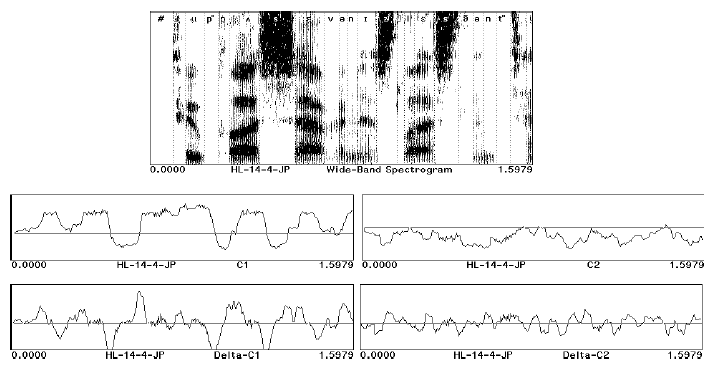 0.0000 HL-14-4-JP Wide-Band Spectrogram 1.5979
0.0000 HL-14-4-JP C1 1.5979
0.0000 HL-14-4-JP C2 1.5979
0.0000 HL-14-4-JP Delta-C1 1.5979
0.0000 HL-14-4-JP Delta-C2 1.5979